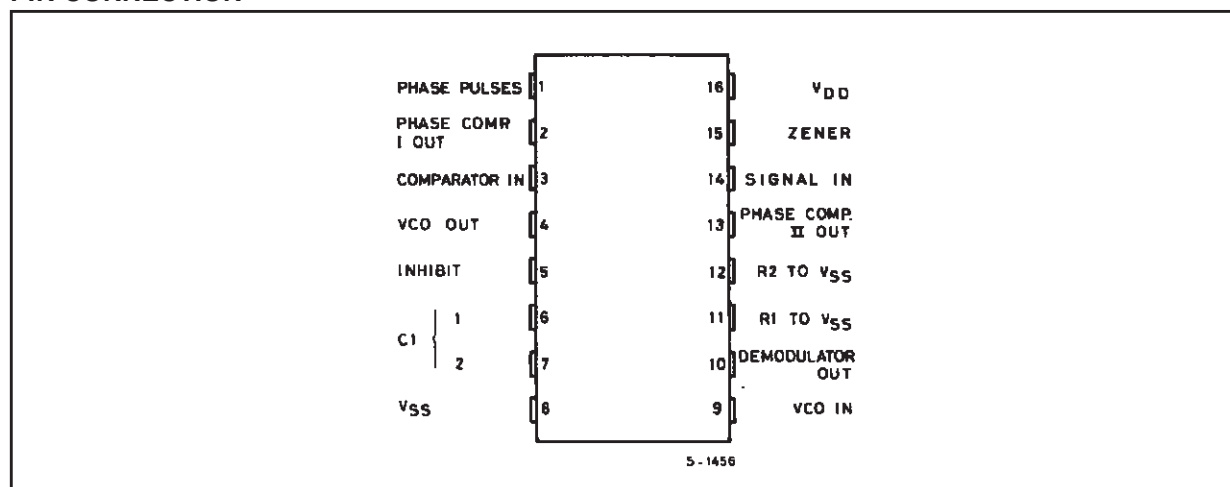 PHASE PULSES 1 16 VDD
PHASE COMP. 2 15 ZENER
I OUT
COMPARATOR IN 3 14 SIGNAL IN
VCO OUT 4 13 PHASE COMP.
II OUT
INHIBIT 5 12 R2 TO VSS
C1 1 6 11 R1 TO VSS
2 7 10 DEMODULATOR
OUT
VSS 8 9 VCO IN
5-1456